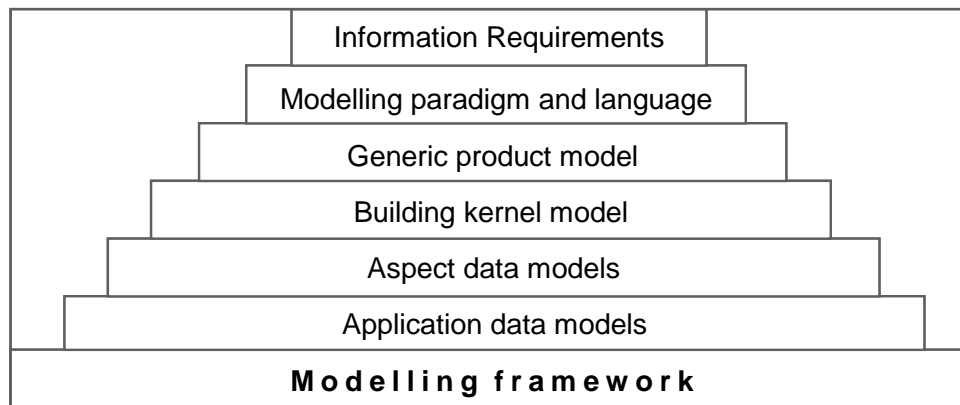 Information Requirements
Modelling paradigm and language
Generic product model
Building kernel model
Aspect data models
Application data models
Modelling framework